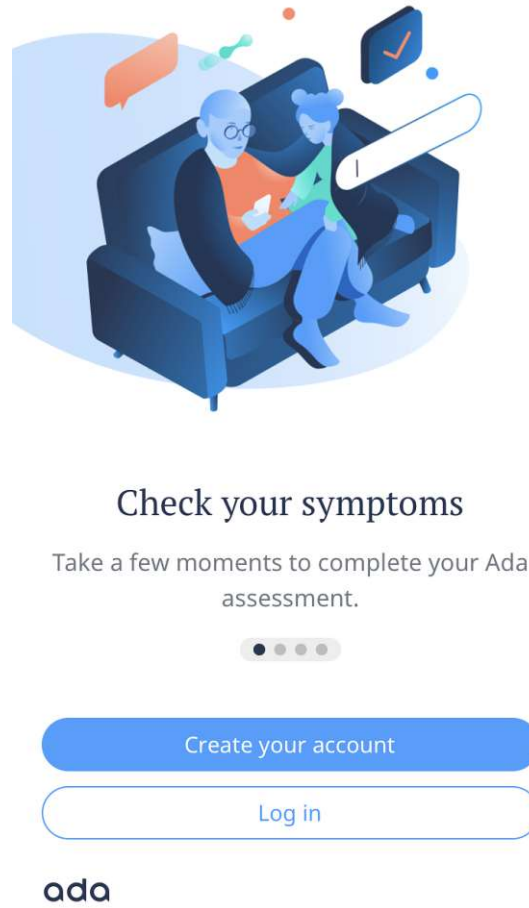 Check your symptoms
Take a few moments to complete your Ada
assessment.
Create your account
Log in
ada